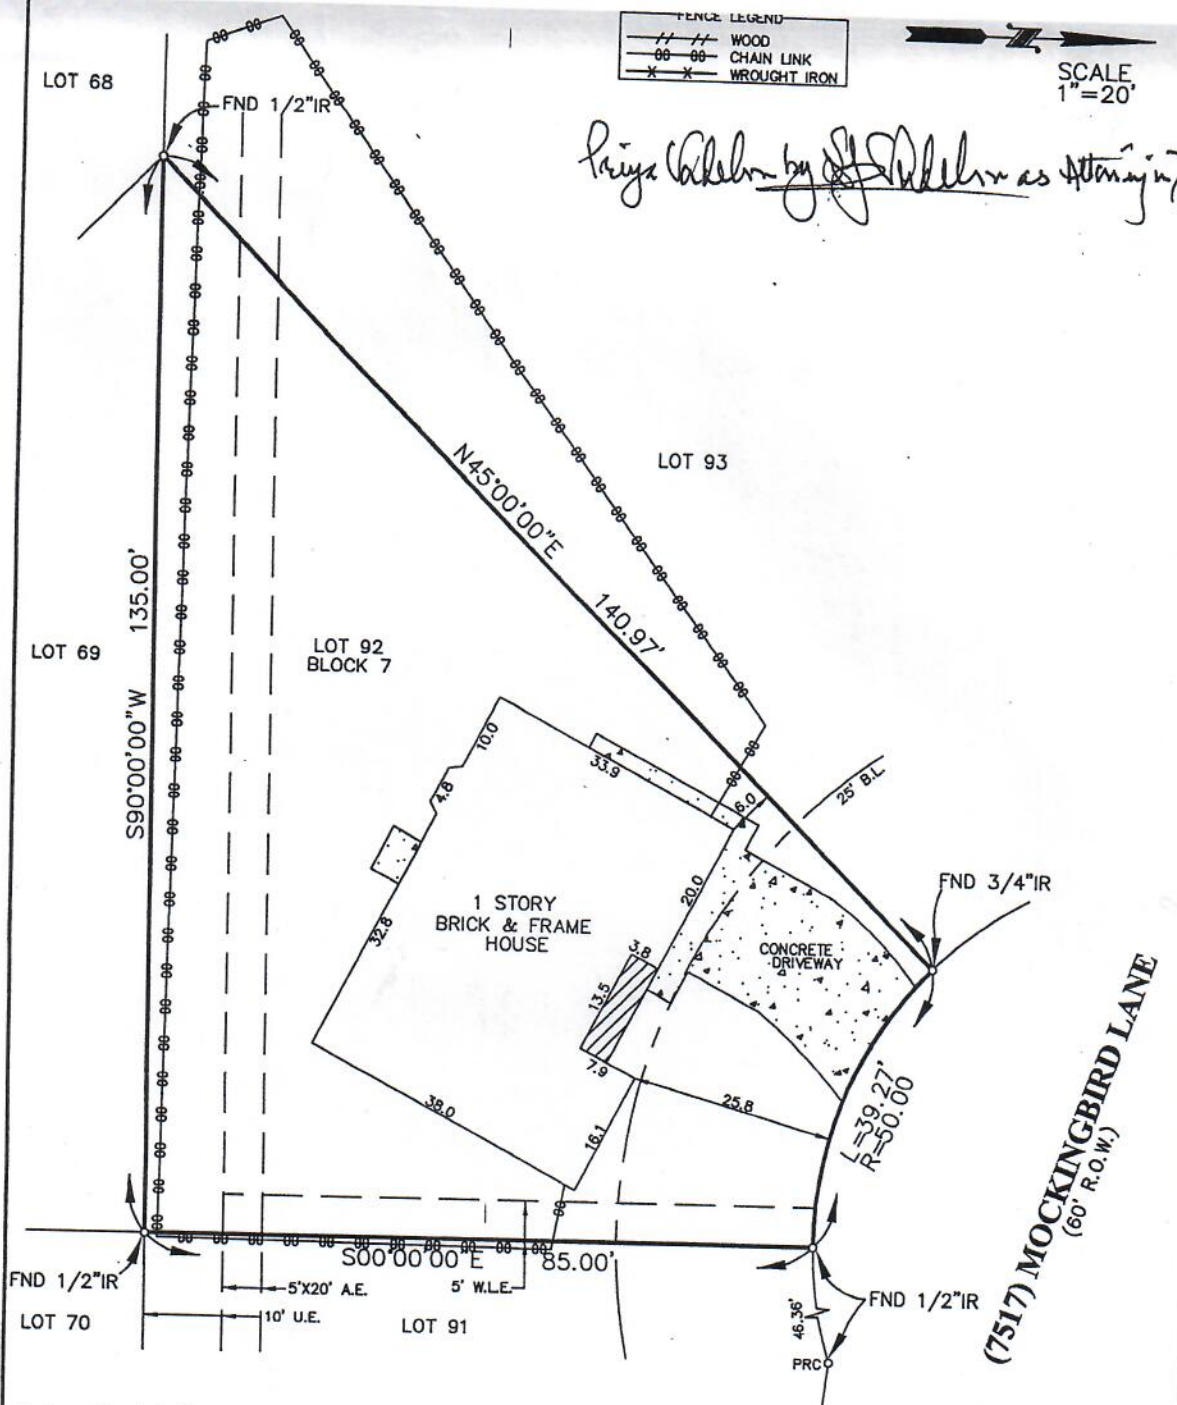 FENCE LEGEND
WOOD
CHAIN LINK
WROUGHT IRON
SCALE
1"=20'
LOT 68
FND 1/2"IR
Priya by as
LOT 93
N45°00'00"E
140.97'
S90°00'00"W 135.00'
LOT 69
LOT 92
BLOCK 7
10.0
33.9
4.8
6.0
25' B.L.
20.0
32.8
1 STORY
BRICK & FRAME
HOUSE
3.8
13.5
7.9
CONCRETE
DRIVEWAY
FND 3/4"IR
38.0
16.1
25.8
L=39.27'
R=50.00
(7517) MOCKINGBIRD LANE
(60' R.O.W.)
S00°00'00"E 85.00'
FND 1/2"IR
5'X20' A.E.
5' W.L.E.
10' U.E.
LOT 70
LOT 91
46.36'
FND 1/2"IR
PRC